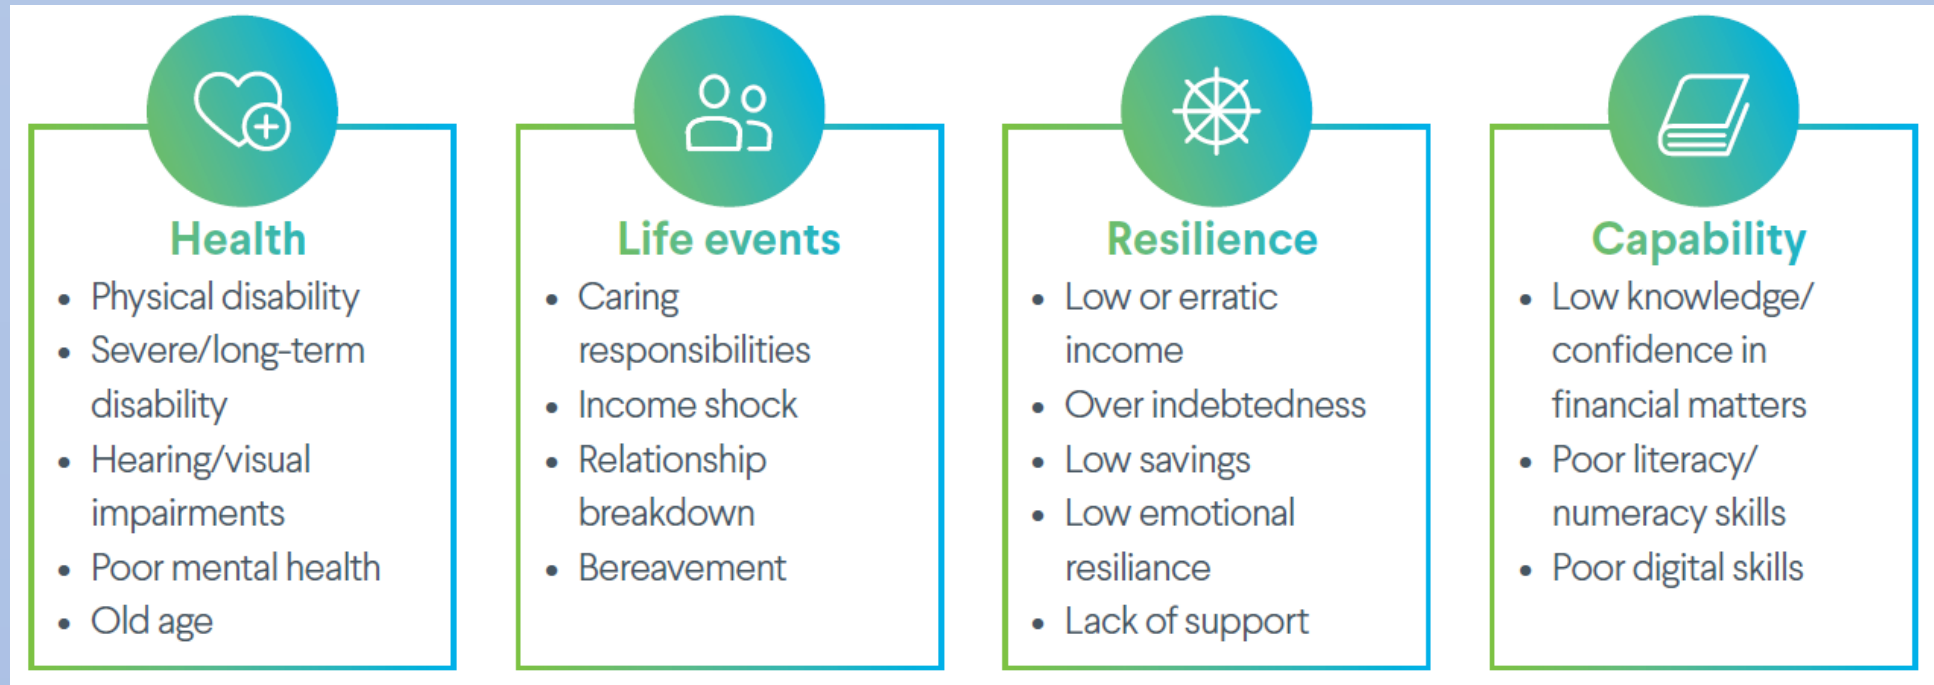 Health
• Physical disability
• Severe/long-term
disability
• Hearing/visual
impairments
• Poor mental health
• Old age
Life events
• Caring
responsibilities
• Income shock
• Relationship
breakdown
• Bereavement
Resilience
• Low or erratic
income
• Over indebtedness
• Low savings
• Low emotional
resiliance
• Lack of support
Capability
• Low knowledge/
confidence in
financial matters
• Poor literacy/
numeracy skills
• Poor digital skills